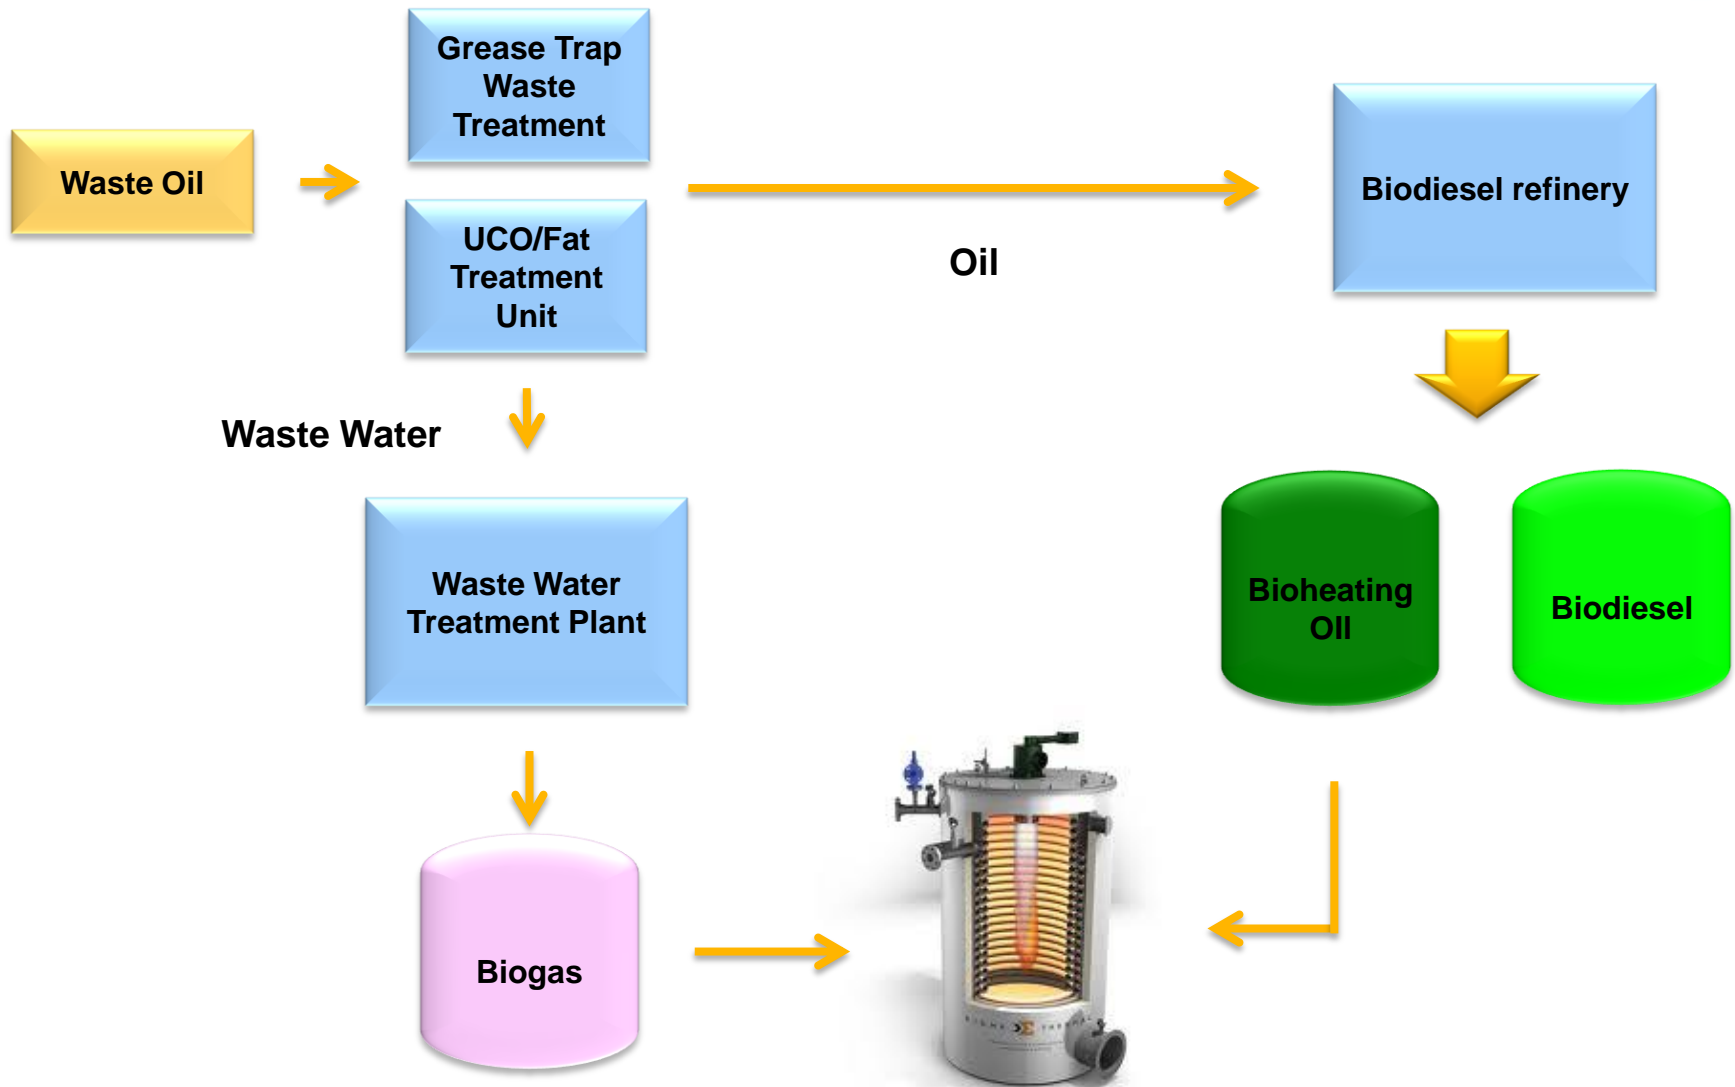 Grease Trap
Waste
Treatment
Waste Oil
Biodiesel refinery
UCO/Fat
Treatment
Unit
Oil
Waste Water
Waste Water
Treatment Plant
Bioheating
OIl
Biodiesel
Biogas